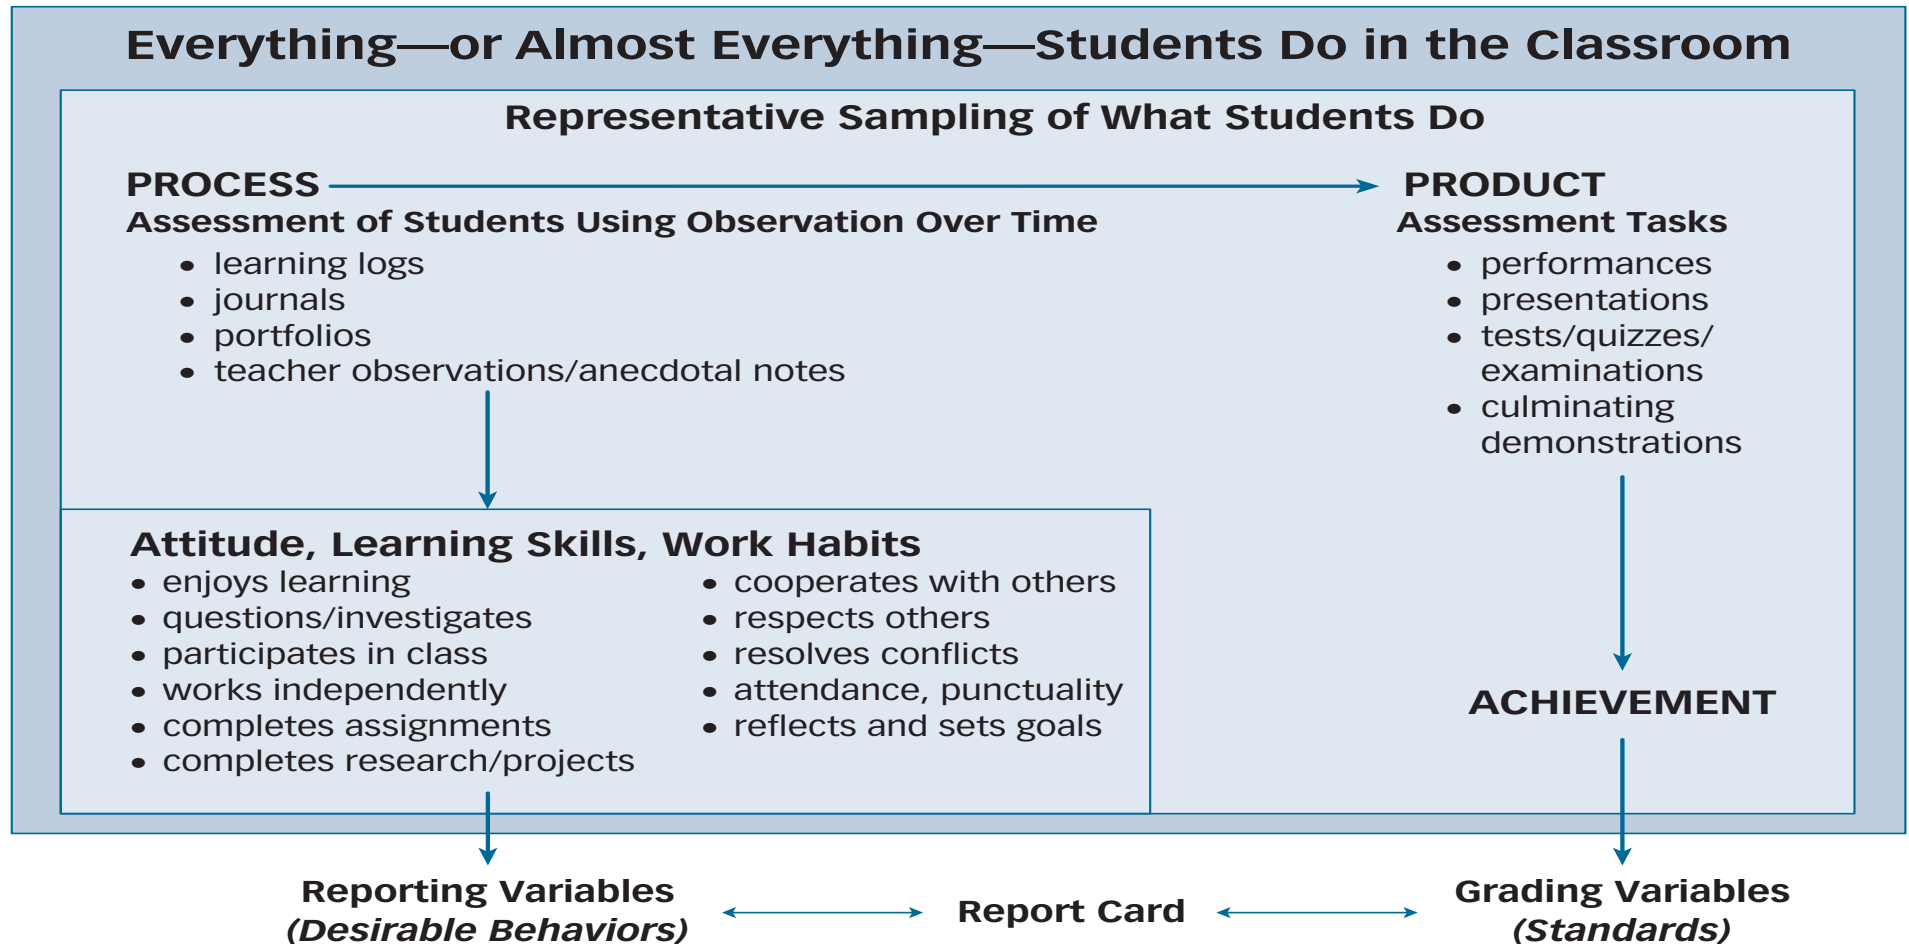 Everything—or Almost Everything—Students Do in the Classroom
Representative Sampling of What Students Do
PROCESS
Assessment of Students Using Observation Over Time
• learning logs
• journals
• portfolios
• teacher observations/anecdotal notes
PRODUCT
Assessment Tasks
• performances
• presentations
• tests/quizzes/
examinations
• culminating
demonstrations
Attitude, Learning Skills, Work Habits
• enjoys learning
• questions/investigates
• participates in class
• works independently
• completes assignments
• completes research/projects
• cooperates with others
• respects others
• resolves conflicts
• attendance, punctuality
• reflects and sets goals
ACHIEVEMENT
Reporting Variables
(Desirable Behaviors)
Report Card
Grading Variables
(Standards)